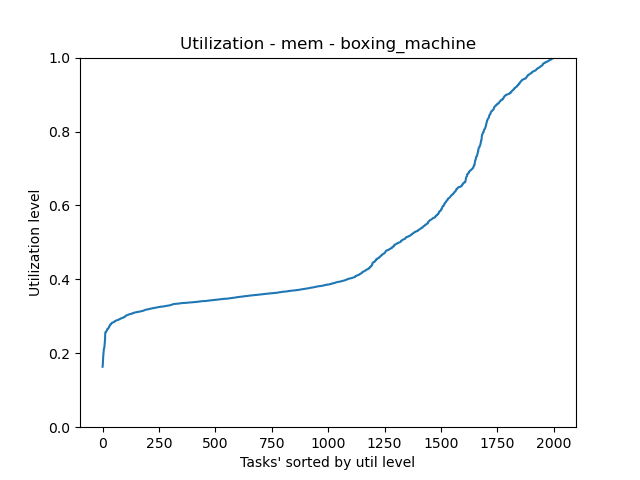 Utilization - mem - boxing_machine
1.0
0.8
0.6
0.4
0.2
0.0
Utilization level
0 250 500 750 1000 1250 1500 1750 2000
Tasks' sorted by util level